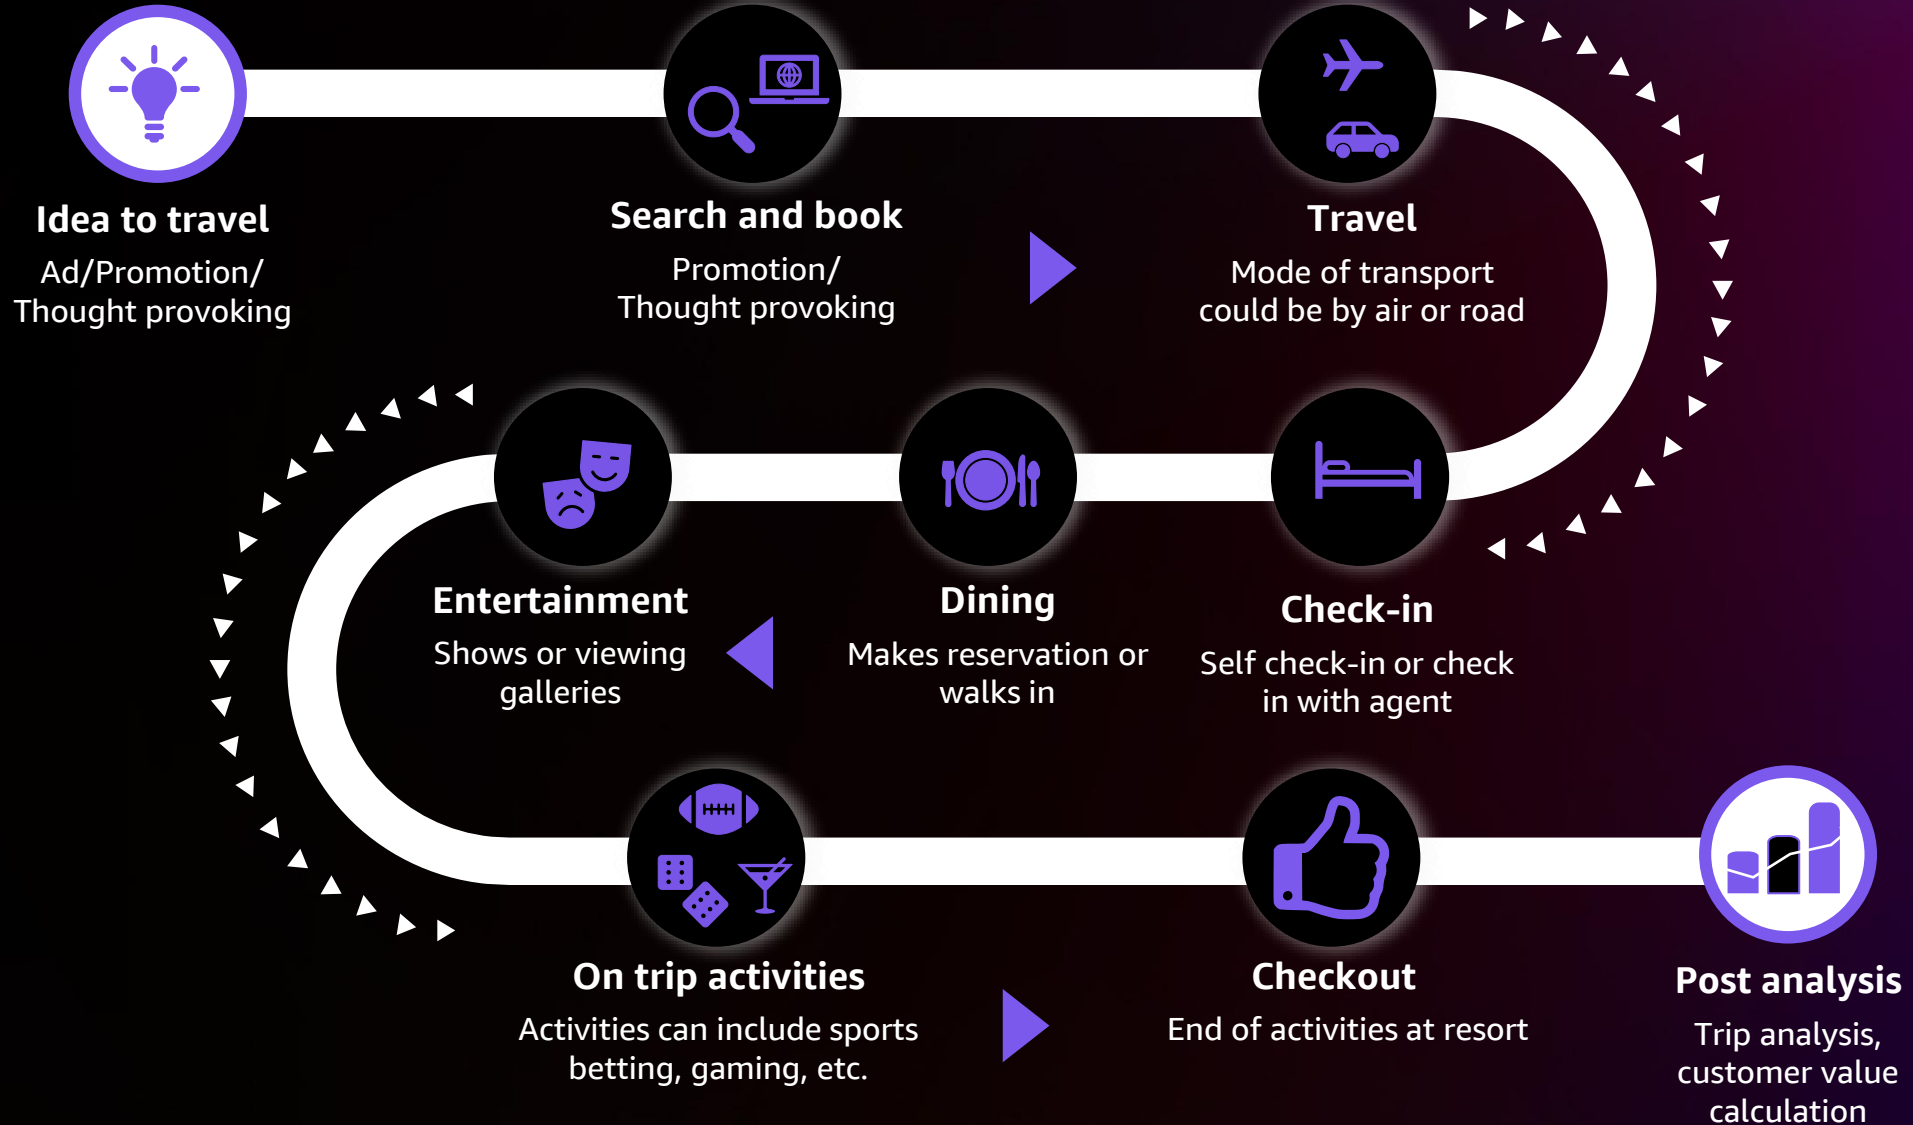 Idea to travel
Ad/Promotion/
Thought provoking
Search and book
Promotion/
Thought provoking
Travel
Mode of transport
could be by air or road
Check-in
Self check-in or check
in with agent
Dining
Makes reservation or
walks in
Entertainment
Shows or viewing
galleries
On trip activities
Activities can include sports
betting, gaming, etc.
Checkout
End of activities at resort
Post analysis
Trip analysis,
customer value
calculation